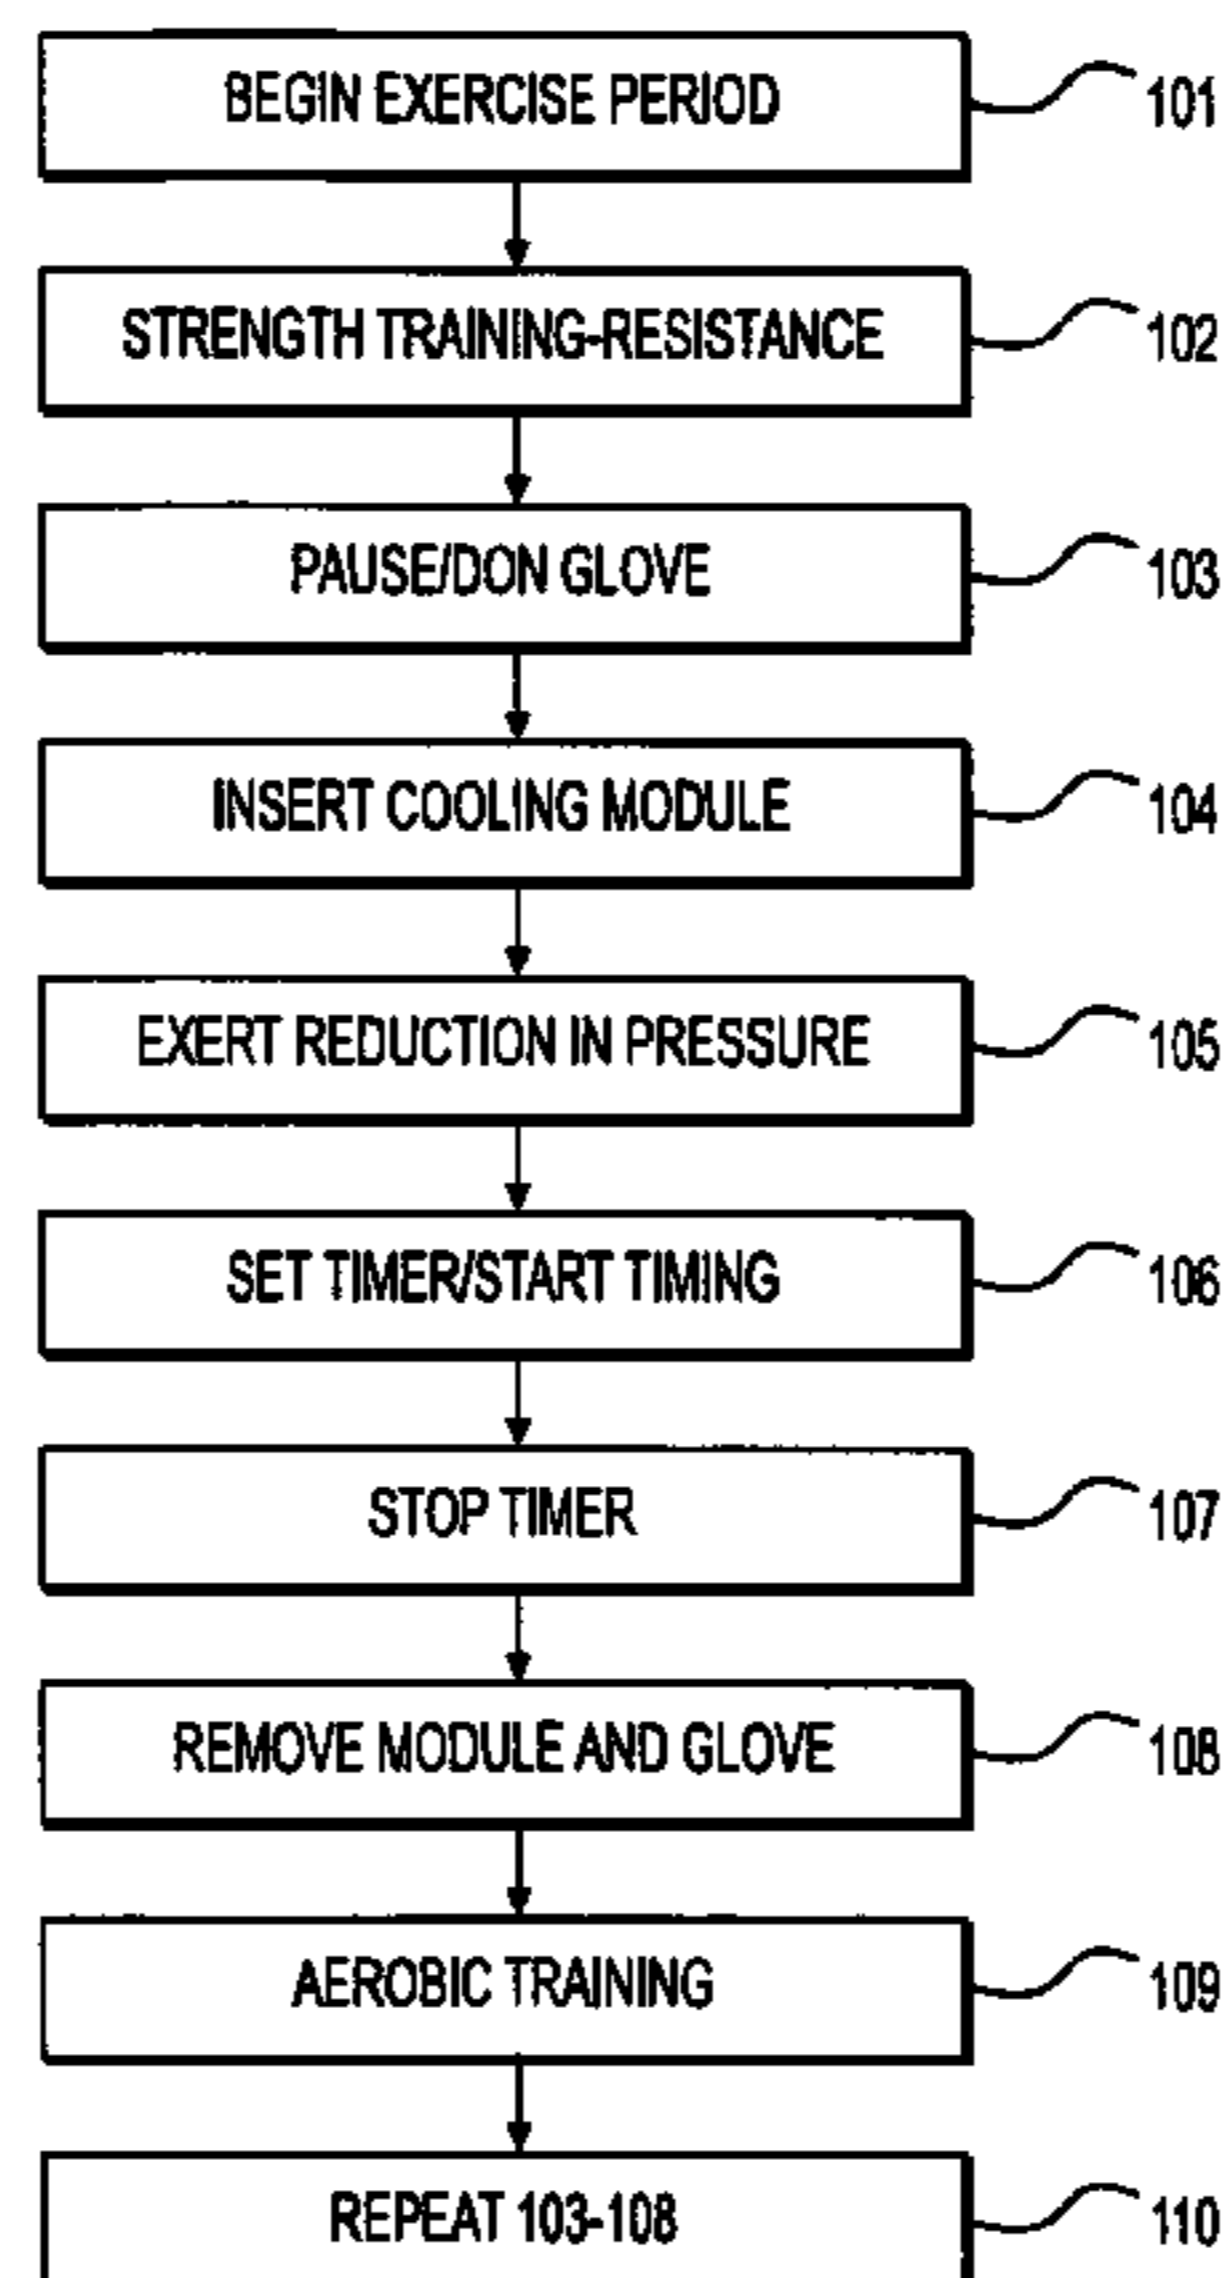 BEGIN EXERCISE PERIOD 101
STRENGTH TRAINING-RESISTANCE 102
PAUSE/DON GLOVE 103
INSERT COOLING MODULE 104
EXERT REDUCTION IN PRESSURE 105
SET TIMER/START TIMING 106
STOP TIMER 107
REMOVE MODULE AND GLOVE 108
AEROBIC TRAINING 109
REPEAT 103-108 110